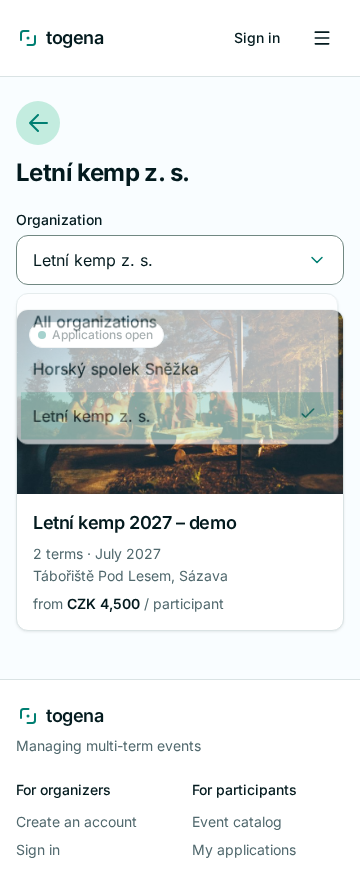 togena
Sign in
Letní kemp z. s.
Organization
Letní kemp z. s.
All organizations
Applications open
Horský spolek Sněžka
Letní kemp z. s.
Letní kemp 2027 – demo
2 terms · July 2027
Tábořiště Pod Lesem, Sázava
from CZK 4,500 / participant
togena
Managing multi-term events
For organizers
For participants
Create an account
Event catalog
Sign in
My applications